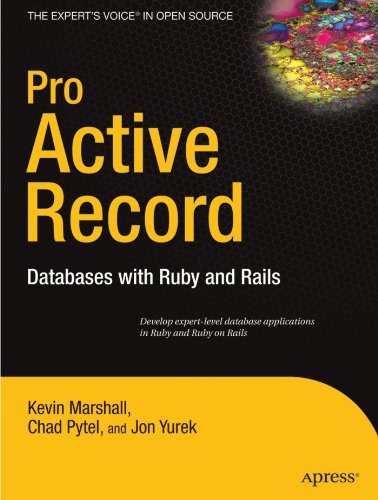 THE EXPERT'S VOICE® IN OPEN SOURCE
Pro
Active
Record
Databases with Ruby and Rails
Develop expert-level database applications
in Ruby and Ruby on Rails
Kevin Marshall,
Chad Pytel, and Jon Yurek
Apress®